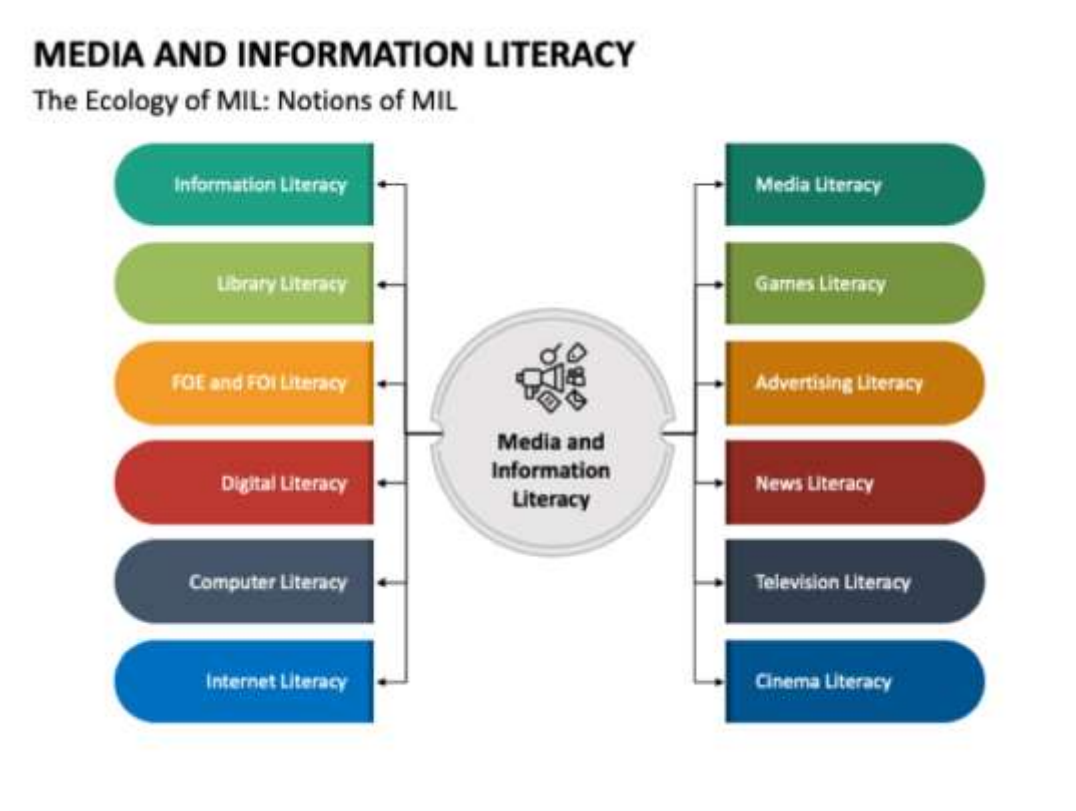 MEDIA AND INFORMATION LITERACY
The Ecology of MIL: Notions of MIL
Information Literacy
Library Literacy
FOE and FOI Literacy
Digital Literacy
Computer Literacy
Internet Literacy
Media and
Information
Literacy
Media Literacy
Games Literacy
Advertising Literacy
News Literacy
Television Literacy
Cinema Literacy